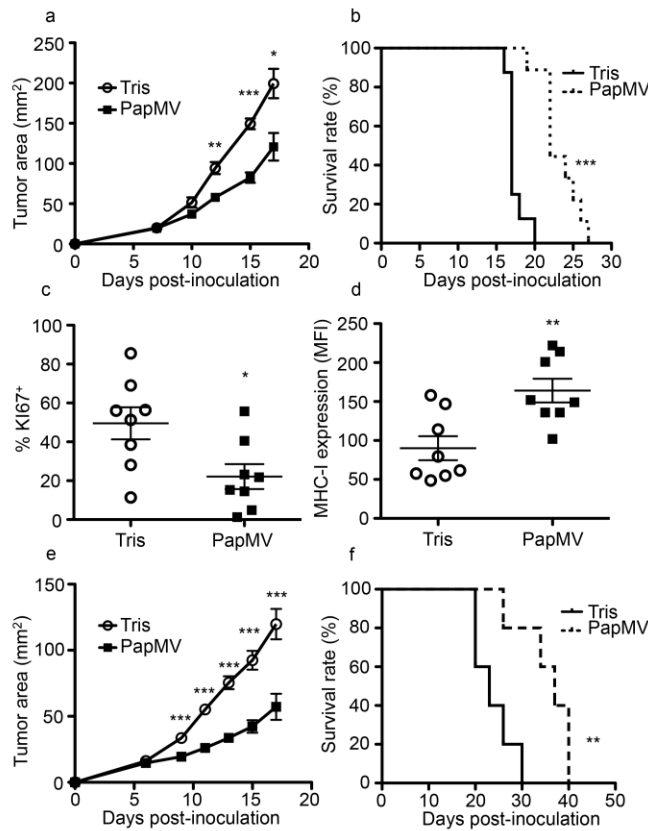 a
Tumor area (mm²)
250
200
150
100
50
0
0
5
10
15
20
Days post-inoculation
Tris
PapMV
**
***
*
b
Survival rate (%)
100
80
60
40
20
0
0
5
10
15
20
25
30
Days post-inoculation
Tris
PapMV
***
c
% KI67⁺
100
80
60
40
20
0
Tris
PapMV
*
d
MHC-I expression (MFI)
250
200
150
100
50
0
Tris
PapMV
**
e
Tumor area (mm²)
150
100
50
0
0
5
10
15
20
Days post-inoculation
Tris
PapMV
***
***
***
***
***
f
Survival rate (%)
100
80
60
40
20
0
0
10
20
30
40
50
Days post-inoculation
Tris
PapMV
**